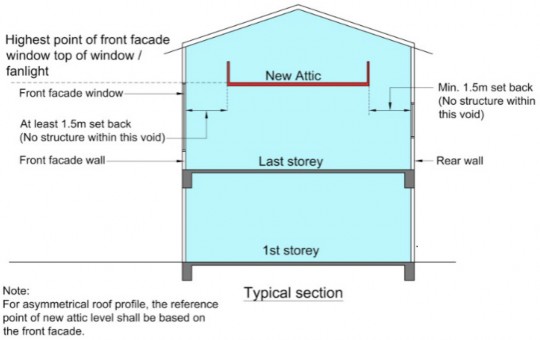 Highest point of front facade
window top of window /
fanlight
New Attic
Front facade window
Min. 1.5m set back
(No structure within
this void)
At least 1.5m set back
(No structure within this void)
Front facade wall
Last storey
Rear wall
1st storey
Typical section
Note:
For asymmetrical roof profile, the reference
point of new attic level shall be based on
the front facade.